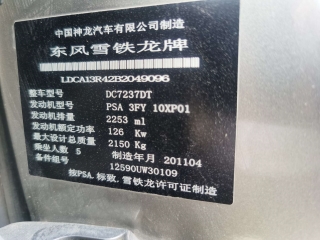 中国神龙汽车有限公司制造
东风雪铁龙牌
LDCA13R42B2049096
整车型号 DC7237DT
发动机型号 PSA 3FY 10XP01
发动机排量 2253 ml
发动机额定功率 126 Kw
最大设计总质量 2150 Kg
乘坐人数 5 制造年月 201104
备件组号 12590UW30109
按PSA.标致.雪铁龙许可证制造